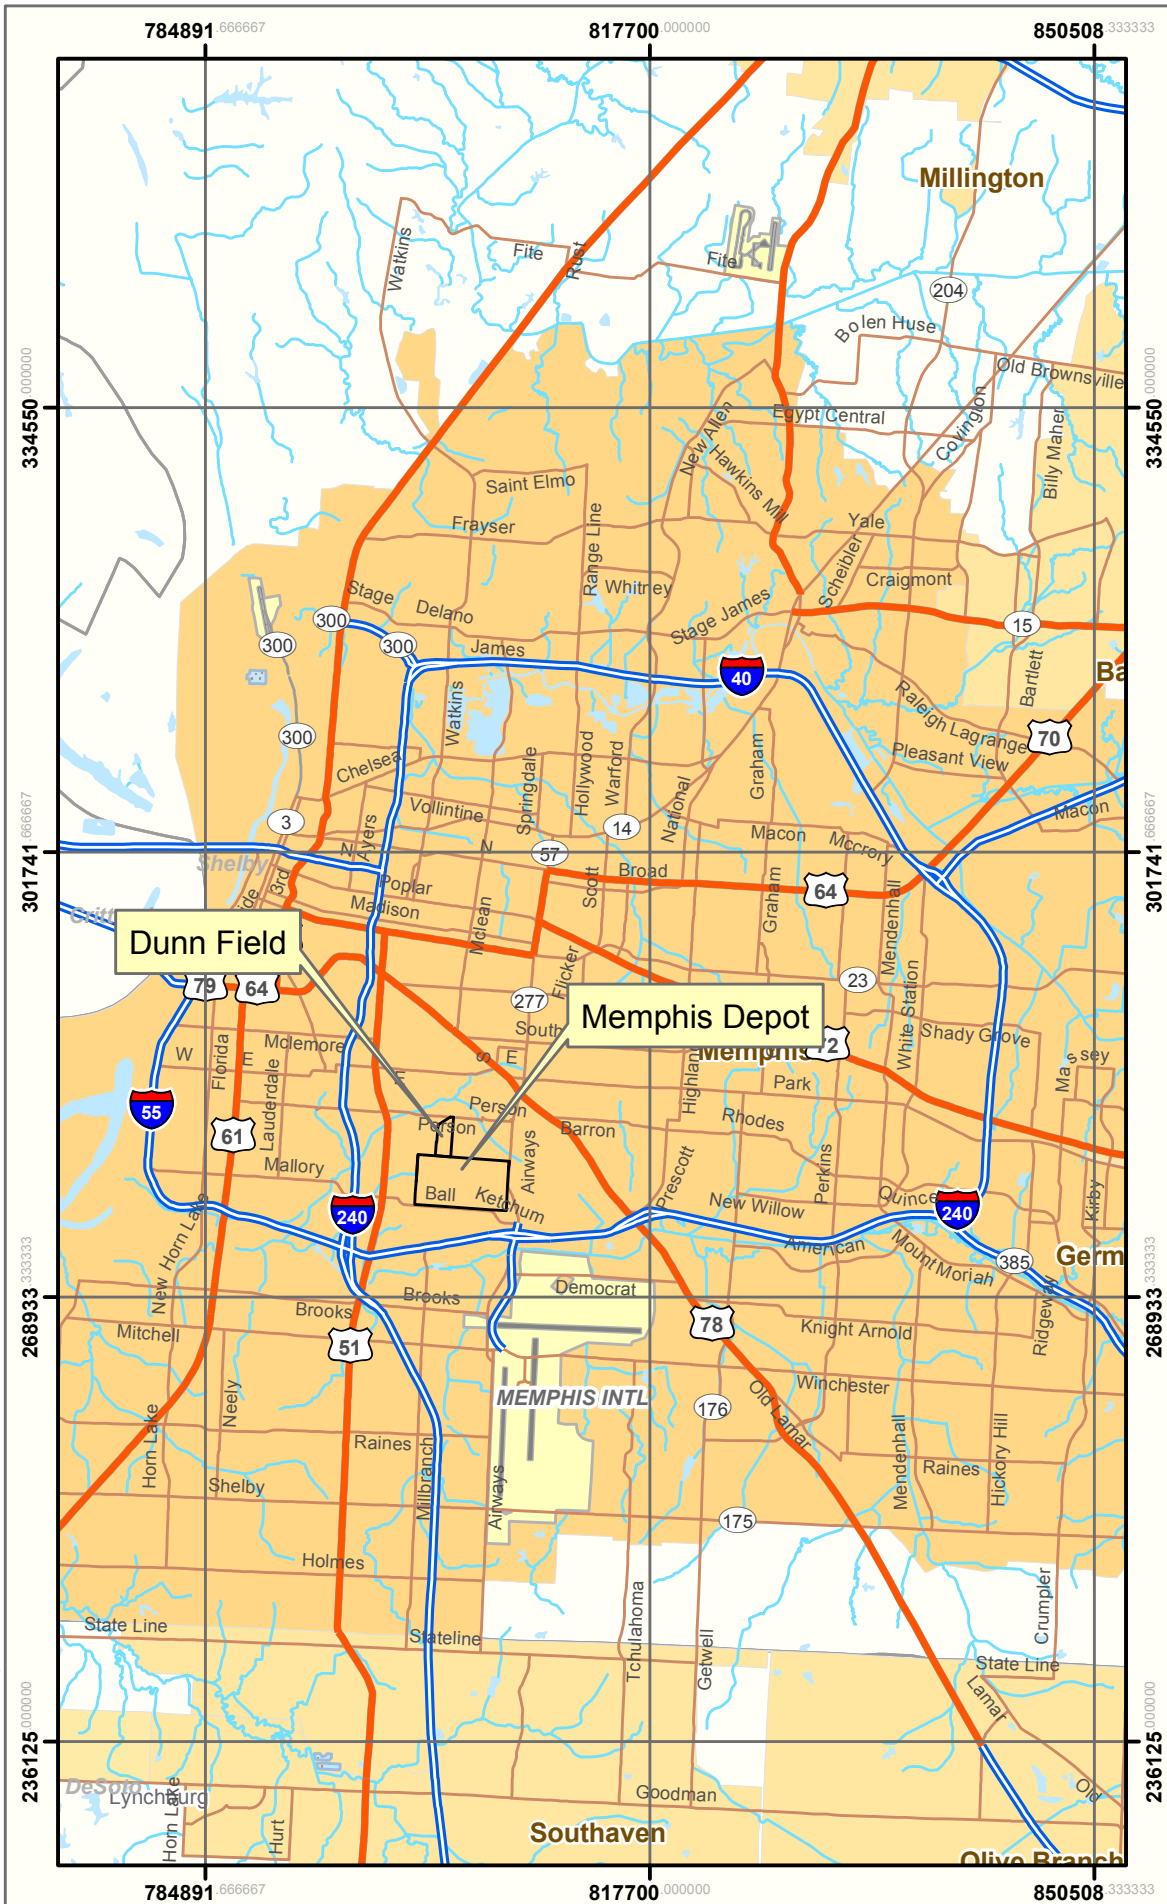 784891.666667
817700.000000
850508.333333
Millington
Watkins
Fite
Rust
Fite
204
Bolen Huse
Old Brownsville
334550.000000
334550.000000
Egypt Central
New Allen
Covington
Billy Maher
Hawkins Mill
Saint Elmo
Frayser
Range Line
Yale
Scheibler
Whitney
Craigmont
Stage
Delano
300
Stage James
15
300
300
James
40
Bartlett
Ba
Watkins
Raleigh Lagrange
300
70
Chelsea
Springdale
Hollywood
Warford
National
Graham
Pleasant View
Vollintine
Macon
3
14
Macon
Mccrory
Ayers
N
N
57
301741.666667
301741.666667
Shelby
3rd
Poplar
Scott
Broad
64
Graham
Mendenhall
Madison
Mclean
Critt
ide
Dunn Field
Flicker
23
79
64
277
White Station
Memphis Depot
South
Shady Grove
Memphis
72
W
Florida
E
Mclemore
S
E
E
Massey
Highland
Park
55
Lauderdale
Person
Rhodes
61
Person
Barron
Mallory
Airways
Perkins
Prescott
Ball
Ketchum
New Willow
Quince
Kirby
240
240
New Horn Lake
American
Mount Moriah
385
Germ
Democrat
268933.333333
268933.333333
Brooks
Brooks
Mitchell
51
78
Knight Arnold
Ridgeway
Winchester
Neely
MEMPHIS INTL
176
Old Lamar
Horn Lake
Raines
Millbranch
Mendenhall
Raines
Hickory Hill
Shelby
Airways
175
Holmes
Tchulahoma
Crumpler
State Line
Stateline
Getwell
State Line
Lamar
236125.000000
236125.000000
DeSoto
Lynchburg
Goodman
Old
Horn Lake
Hurt
Southaven
Olive Branch
784891.666667
817700.000000
850508.333333